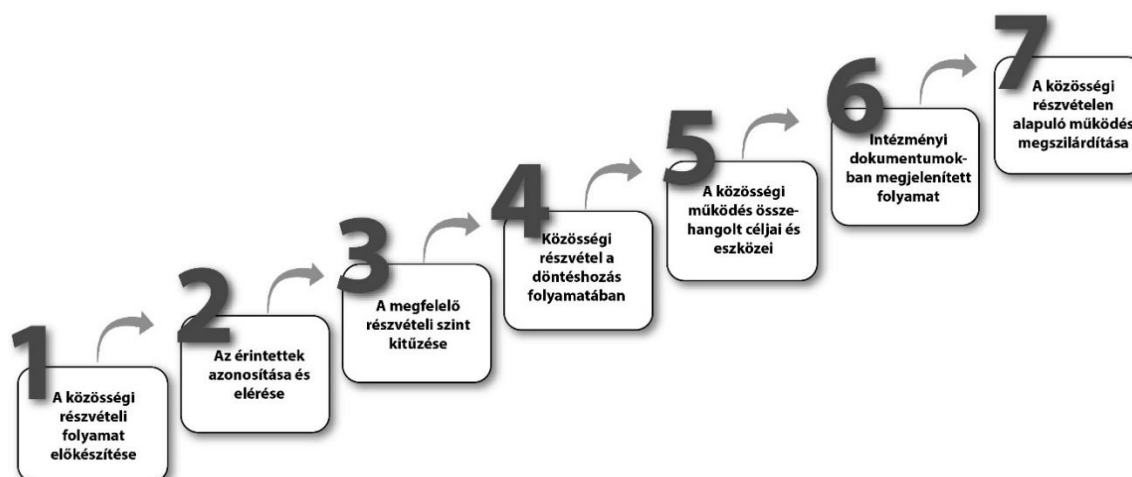 1
A közösségi
részvételi
folyamat
előkészítése
2
Az érintettek
azonosítása és
elérése
3
A megfelelő
részvételi szint
kitűzése
4
Közösségi
részvétel a
döntéshozás
folyamatában
5
A közösségi
működés össze-
hangolt céljai és
eszközei
6
Intézményi
dokumentumok-
ban megjelenített
folyamat
7
A közösségi
részvételen
alapuló működés
megszilárdítása